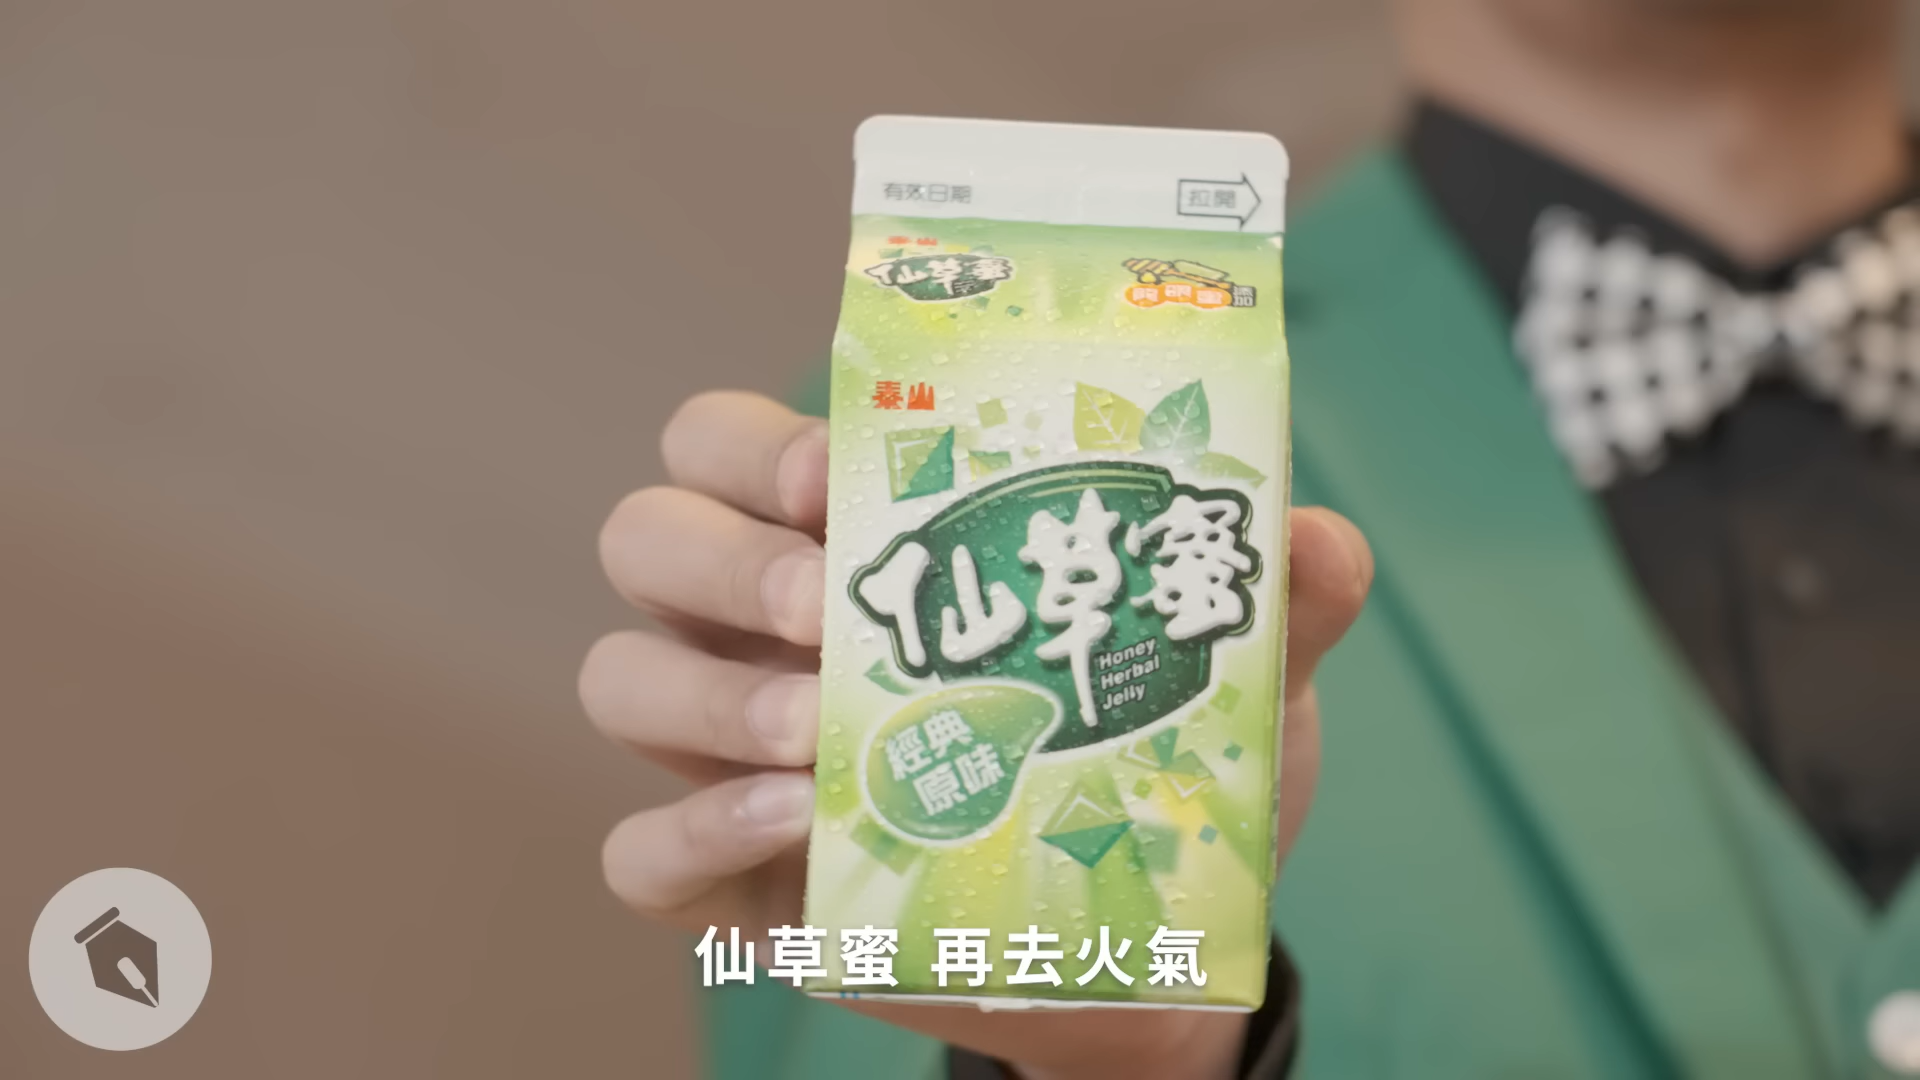 有效日期
拉開
泰山
仙草蜜
泰山
仙草蜜
Honey
Herbal
Jelly
經典
原味
仙草蜜 再去火氣